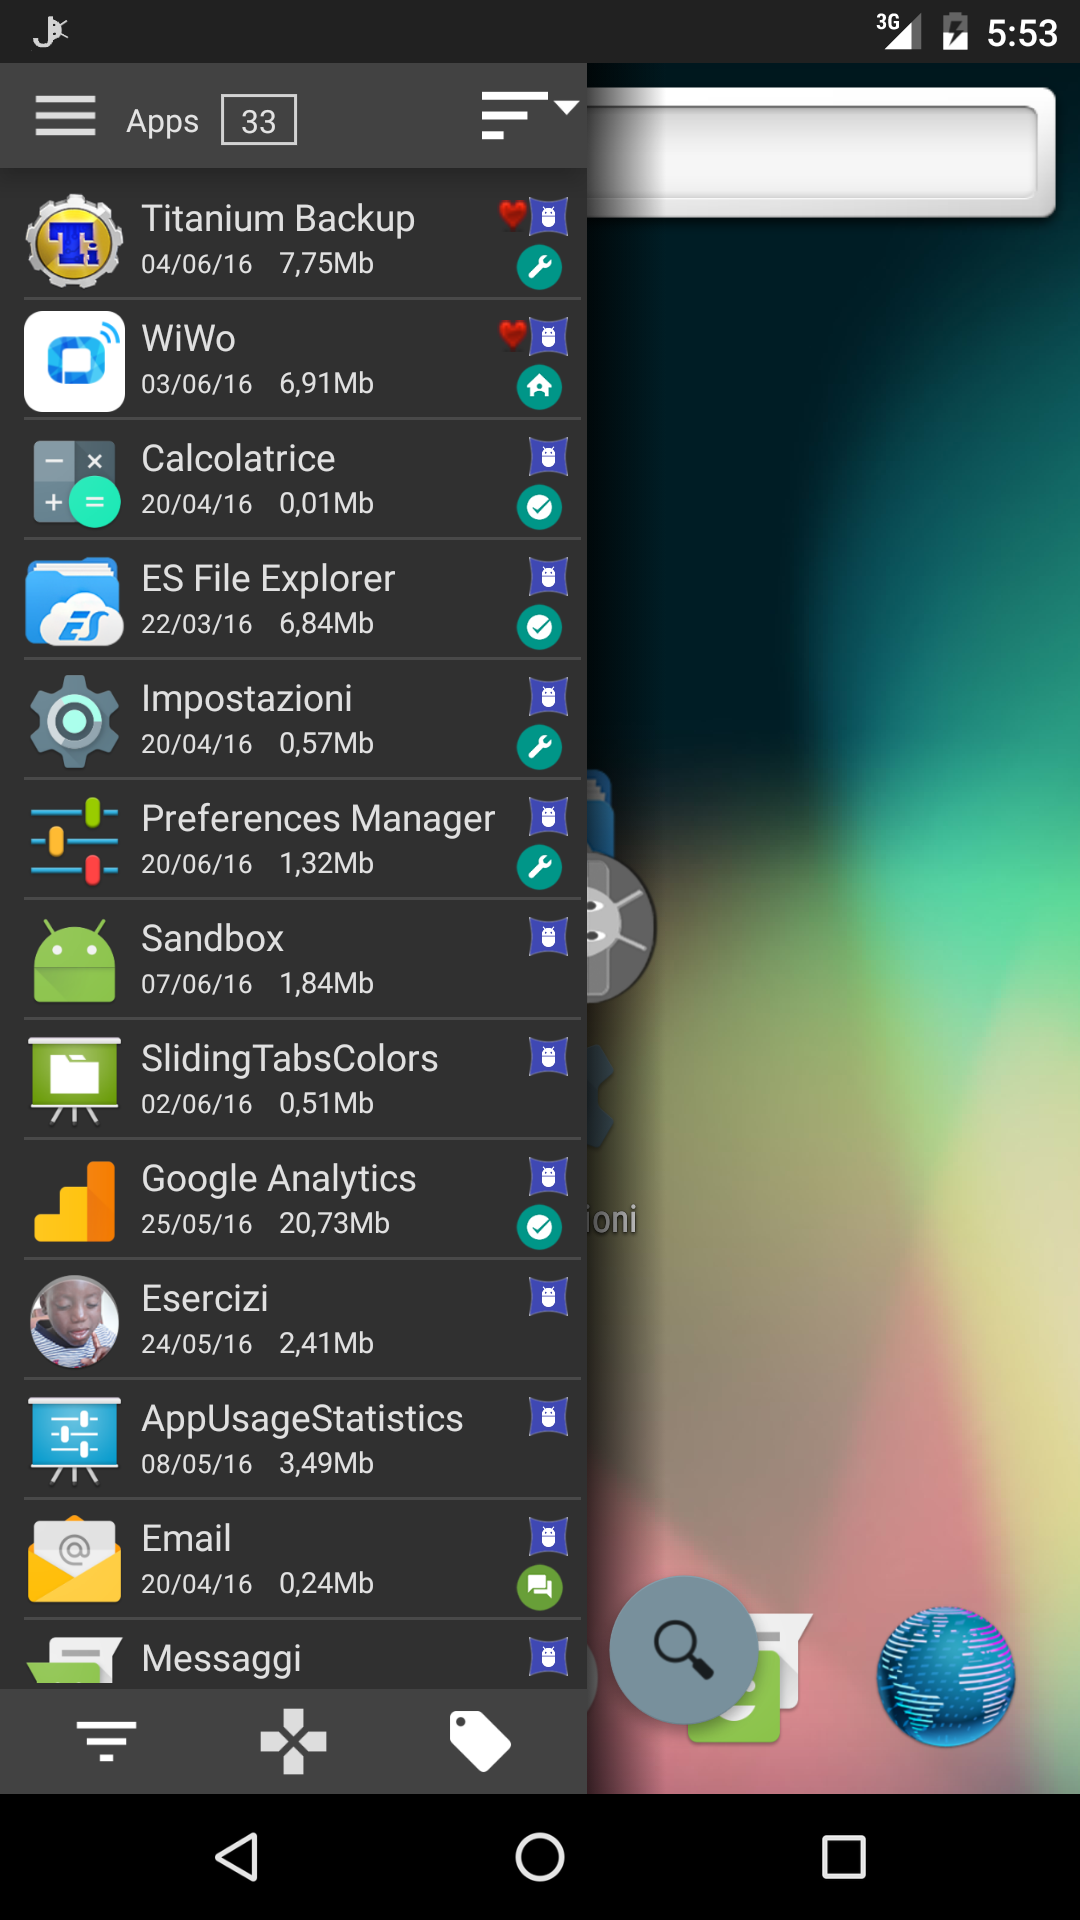 3G 5:53
Apps 33
Titanium Backup
04/06/16 7,75Mb
WiWo
03/06/16 6,91Mb
Calcolatrice
20/04/16 0,01Mb
ES File Explorer
22/03/16 6,84Mb
Impostazioni
20/04/16 0,57Mb
Preferences Manager
20/06/16 1,32Mb
Sandbox
07/06/16 1,84Mb
SlidingTabsColors
02/06/16 0,51Mb
Google Analytics
25/05/16 20,73Mb
ioni
Esercizi
24/05/16 2,41Mb
AppUsageStatistics
08/05/16 3,49Mb
Email
20/04/16 0,24Mb
Messaggi